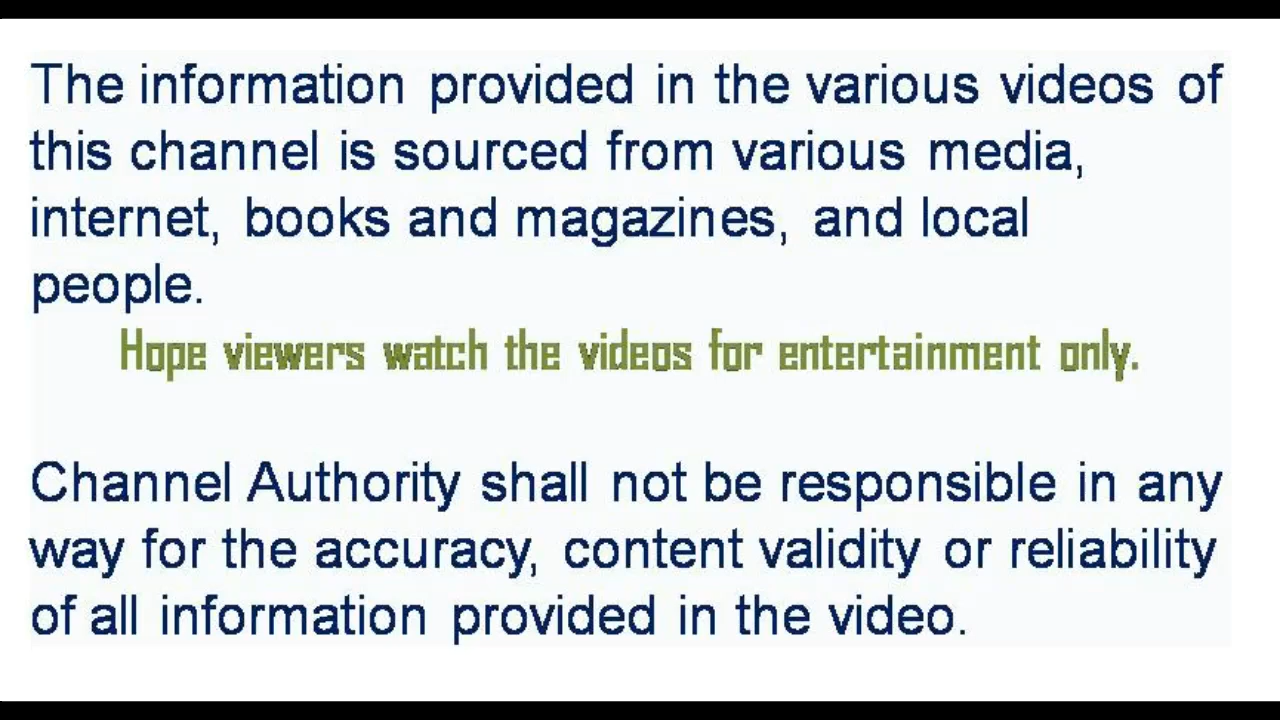 The information provided in the various videos of
this channel is sourced from various media,
internet, books and magazines, and local
people.
Hope viewers watch the videos for entertainment only.
Channel Authority shall not be responsible in any
way for the accuracy, content validity or reliability
of all information provided in the video.